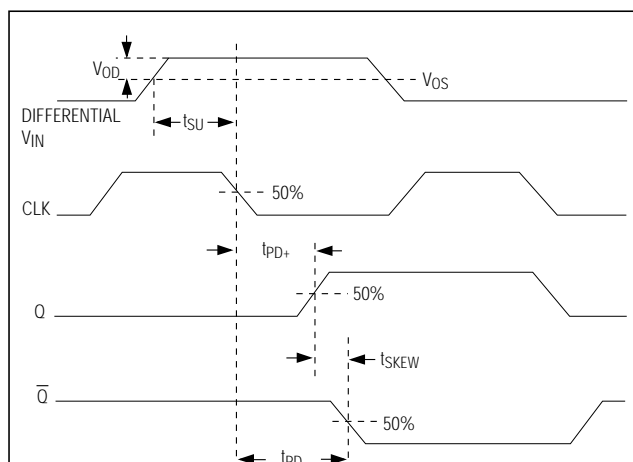 VOD
VOS
DIFFERENTIAL
VIN
tSU
50%
CLK
tPD+
50%
Q
tSKEW
Q̅
50%
tPD